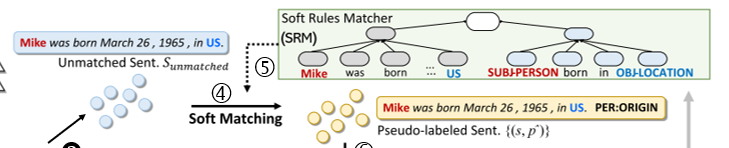 Soft Rules Matcher
(SRM)
Mike was born March 26 , 1965 , in US.
Unmatched Sent. S_unmatched
⑤
Mike was born ... US
SUBJ-PERSON born in OBJ-LOCATION
④
Soft Matching
Mike was born March 26 , 1965 , in US. PER:ORIGIN
Pseudo-labeled Sent. {(s, p*)}